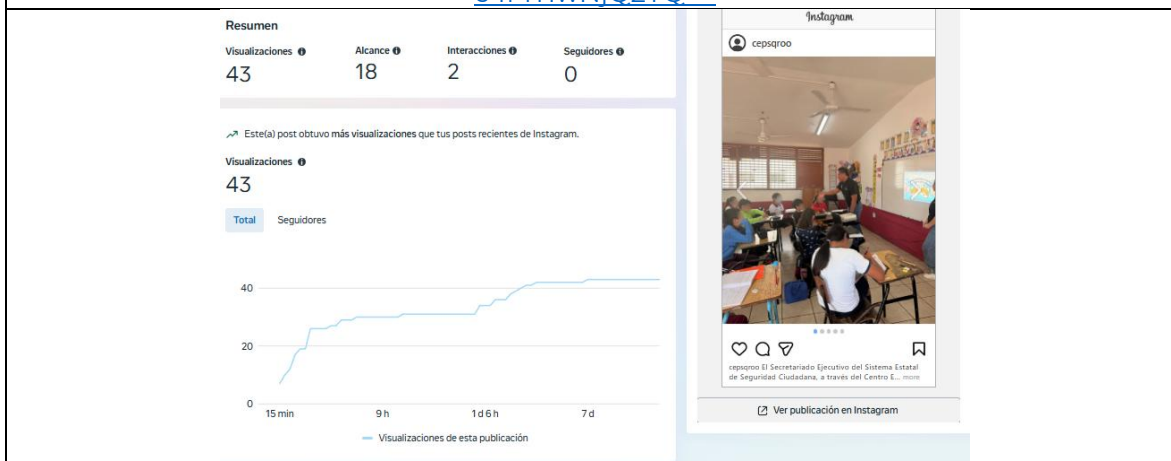 Resumen
Visualizaciones Alcance Interacciones Seguidores
43 18 2 0
Este(a) post obtuvo más visualizaciones que tus posts recientes de Instagram.
Visualizaciones
43
Total Seguidores
40
20
0
15 min 9 h 1 d 6 h 7 d
Visualizaciones de esta publicación
Instagram
cepsqroo
cepsqroo El Secretariado Ejecutivo del Sistema Estatal
de Seguridad Ciudadana, a través del Centro E... more
Ver publicación en Instagram